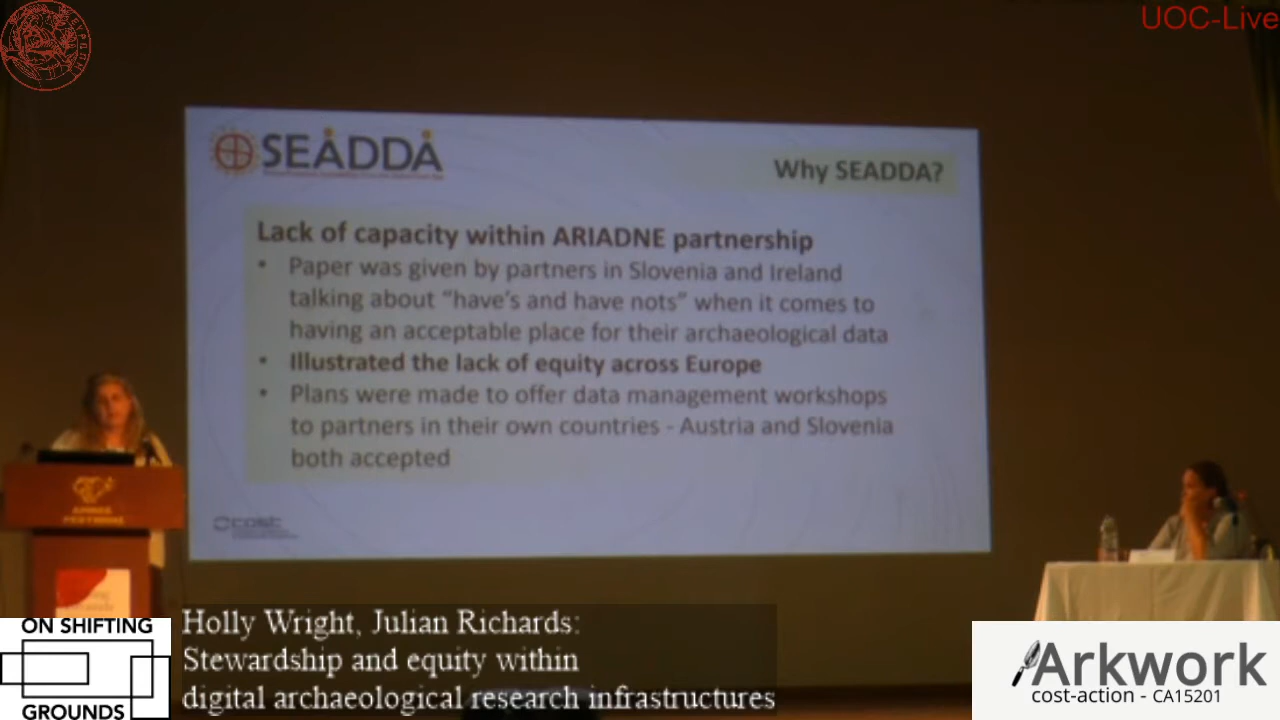 UOC-Live
SEADDA
Why SEADDA?
Lack of capacity within ARIADNE partnership
• Paper was given by partners in Slovenia and Ireland
talking about “have's and have nots” when it comes to
having an acceptable place for their archaeological data
• Illustrated the lack of equity across Europe
• Plans were made to offer data management workshops
to partners in their own countries - Austria and Slovenia
both accepted
cost
ON SHIFTING
GROUNDS
Holly Wright, Julian Richards:
Stewardship and equity within
digital archaeological research infrastructures
Arkwork
cost-action - CA15201